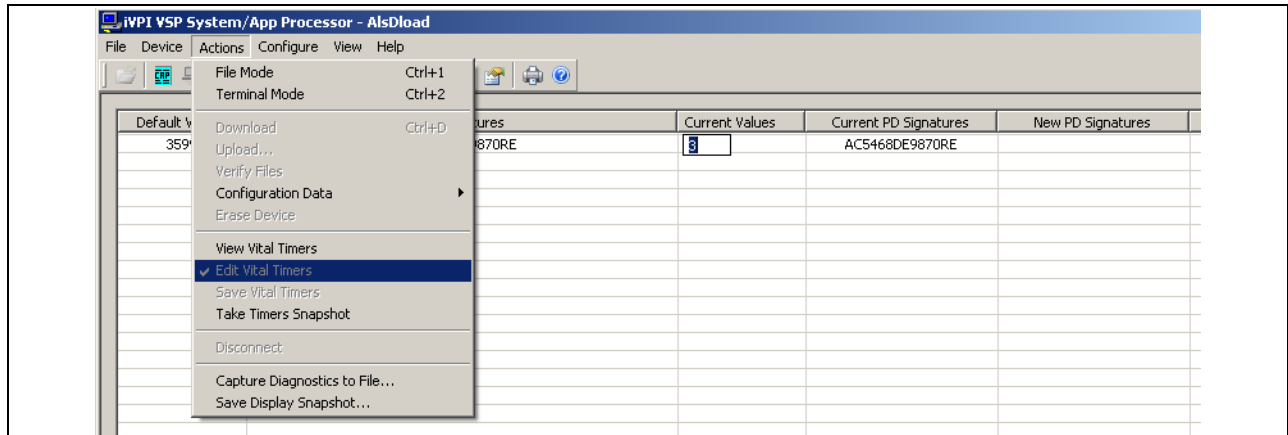 iVPI VSP System/App Processor - AlsDload
File Device Actions Configure View Help
File Mode Ctrl+1
Terminal Mode Ctrl+2
Default Current Values Current PD Signatures New PD Signatures
Download Ctrl+D
AC5468DE9870RE
3
Upload...
Verify Files
Configuration Data
Erase Device
View Vital Timers
Edit Vital Timers
Save Vital Timers
Take Timers Snapshot
Disconnect
Capture Diagnostics to File...
Save Display Snapshot...